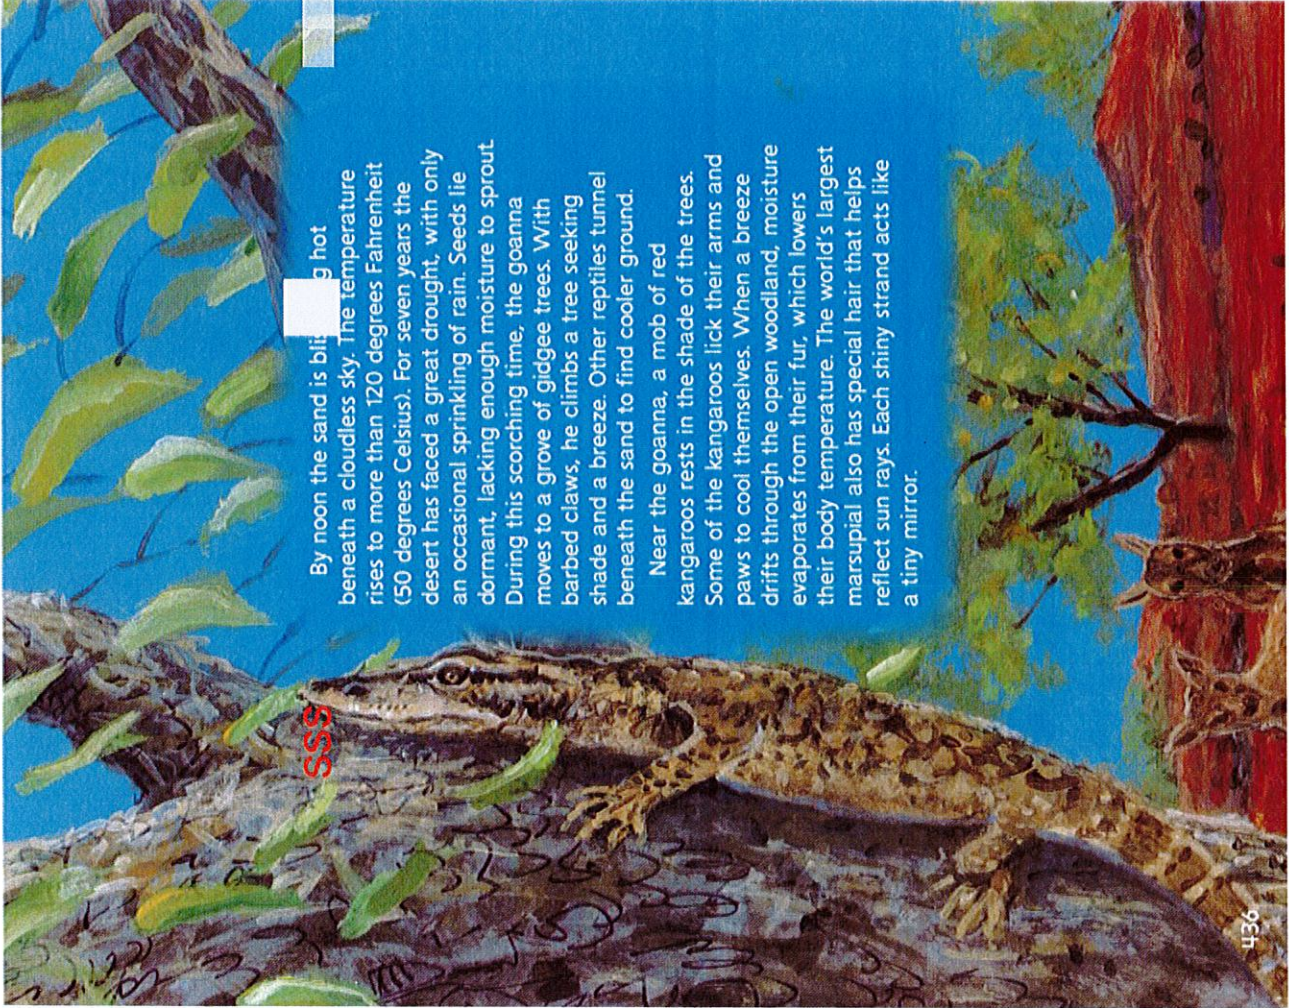 By noon the sand is hot
beneath a cloudless sky. The temperature
rises to more than 120 degrees Fahrenheit
(50 degrees Celsius). For seven years the
desert has faced a great drought, with only
an occasional sprinkling of rain. Seeds lie
dormant, lacking enough moisture to sprout.
During this scorching time, the goanna
moves to a grove of gidgee trees. With
barbed claws, he climbs a tree seeking
shade and a breeze. Other reptiles tunnel
beneath the sand to find cooler ground.
Near the goanna, a mob of red
kangaroos rests in the shade of the trees.
Some of the kangaroos lick their arms and
paws to cool themselves. When a breeze
drifts through the open woodland, moisture
evaporates from their fur, which lowers
their body temperature. The world's largest
marsupial also has special hair that helps
reflect sun rays. Each shiny strand acts like
a tiny mirror.
SSS
436